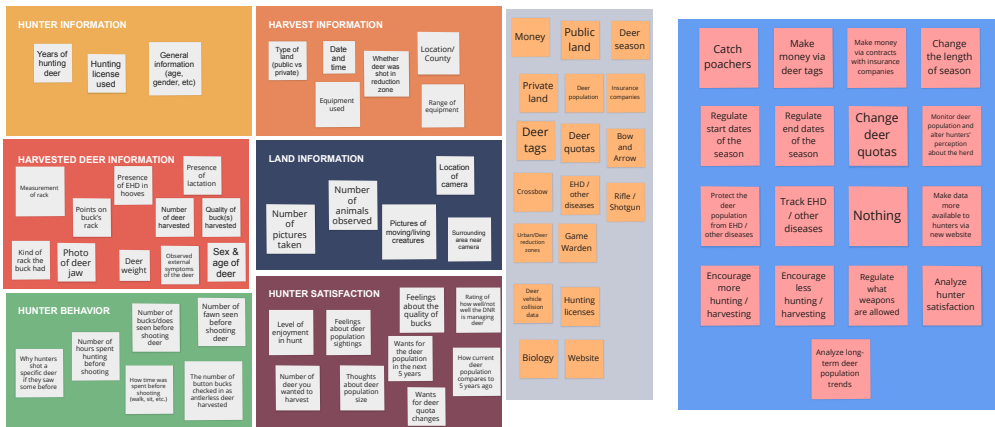 HUNTER INFORMATION
Years of
hunting
deer
Hunting
license
used
General
information
(age,
gender, etc)
HARVEST INFORMATION
Type of
land
(public vs
private)
Date
and
time
Whether
deer was
shot in
reduction
zone
Location/
County
Equipment
used
Range of
equipment
HARVESTED DEER INFORMATION
Measurement
of rack
Presence
of EHD in
hooves
Presence
of
lactation
Points on
buck's
rack
Number
of deer
harvested
Quality of
buck(s)
harvested
Kind of
rack the
buck had
Photo
of deer
jaw
Deer
weight
Observed
external
symptoms
of the deer
Sex &
age of
deer
LAND INFORMATION
Location
of
camera
Number
of
animals
observed
Number
of
pictures
taken
Pictures of
moving/living
creatures
Surrounding
area near
camera
HUNTER BEHAVIOR
Number of
bucks/does
seen before
shooting
deer
Number of
fawn seen
before
shooting
deer
Why hunters
shot a
specific deer
if they saw
some before
Number of
hours spent
hunting
before
shooting
How time was
spent before
shooting
(walk, sit, etc.)
The number of
button bucks
checked in as
antlerless deer
harvested
HUNTER SATISFACTION
Level of
enjoyment
in hunt
Feelings
about deer
population
sightings
Feelings
about the
quality of
bucks
Rating of
how well/not
well the DNR
is managing
deer
Wants for
the deer
population
in the next
5 years
How current
deer
population
compares to
5 years ago
Number of
deer you
wanted to
harvest
Thoughts
about deer
population
size
Wants
for deer
quota
changes
Money
Public
land
Deer
season
Private
land
Deer
population
Insurance
companies
Deer
tags
Deer
quotas
Bow
and
Arrow
Crossbow
EHD /
other
diseases
Rifle /
Shotgun
Urban/Deer
reduction
zones
Game
Warden
Deer
vehicle
collision
data
Hunting
licenses
Biology
Website
Catch
poachers
Make
money via
deer tags
Make money
via contracts
with insurance
companies
Change
the length
of season
Regulate
start dates
of the
season
Regulate
end dates
of the
season
Change
deer
quotas
Monitor deer
population and
alter hunters'
perception
about the herd
Protect the
deer
population
from EHD /
other diseases
Track EHD
/ other
diseases
Nothing
Make data
more
available to
hunters via
new website
Encourage
more
hunting /
harvesting
Encourage
less
hunting /
harvesting
Regulate
what
weapons
are allowed
Analyze
hunter
satisfaction
Analyze long-
term deer
population
trends